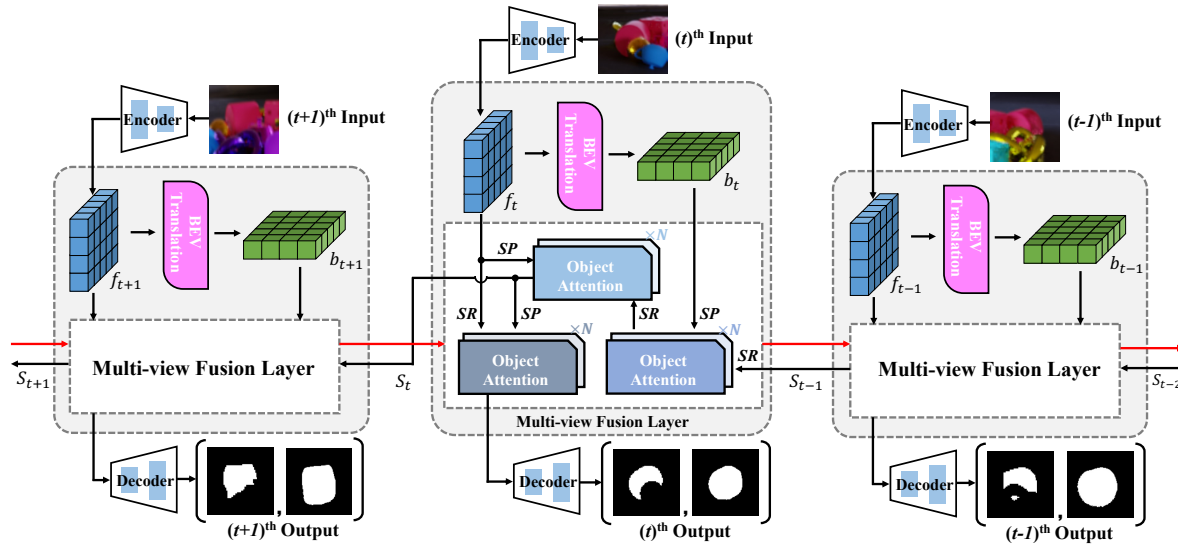 Encoder
(t)th Input
Encoder
(t+1)th Input
Encoder
(t-1)th Input
BEV
Translation
f_t
b_t
BEV
Translation
f_{t+1}
b_{t+1}
BEV
Translation
f_{t-1}
b_{t-1}
×N
SP
Object
Attention
SR
SP
SR
SP
×N
×N
Object
Attention
Object
Attention
SR
Multi-view Fusion Layer
S_{t+1}
S_t
S_{t-1}
Multi-view Fusion Layer
S_{t-2}
Multi-view Fusion Layer
Decoder
,
(t+1)th Output
Decoder
,
(t)th Output
Decoder
,
(t-1)th Output